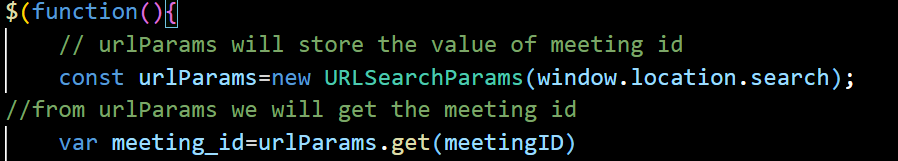 $(function(){
// urlParams will store the value of meeting id
const urlParams=new URLSearchParams(window.location.search);
//from urlParams we will get the meeting id
var meeting_id=urlParams.get(meetingID)